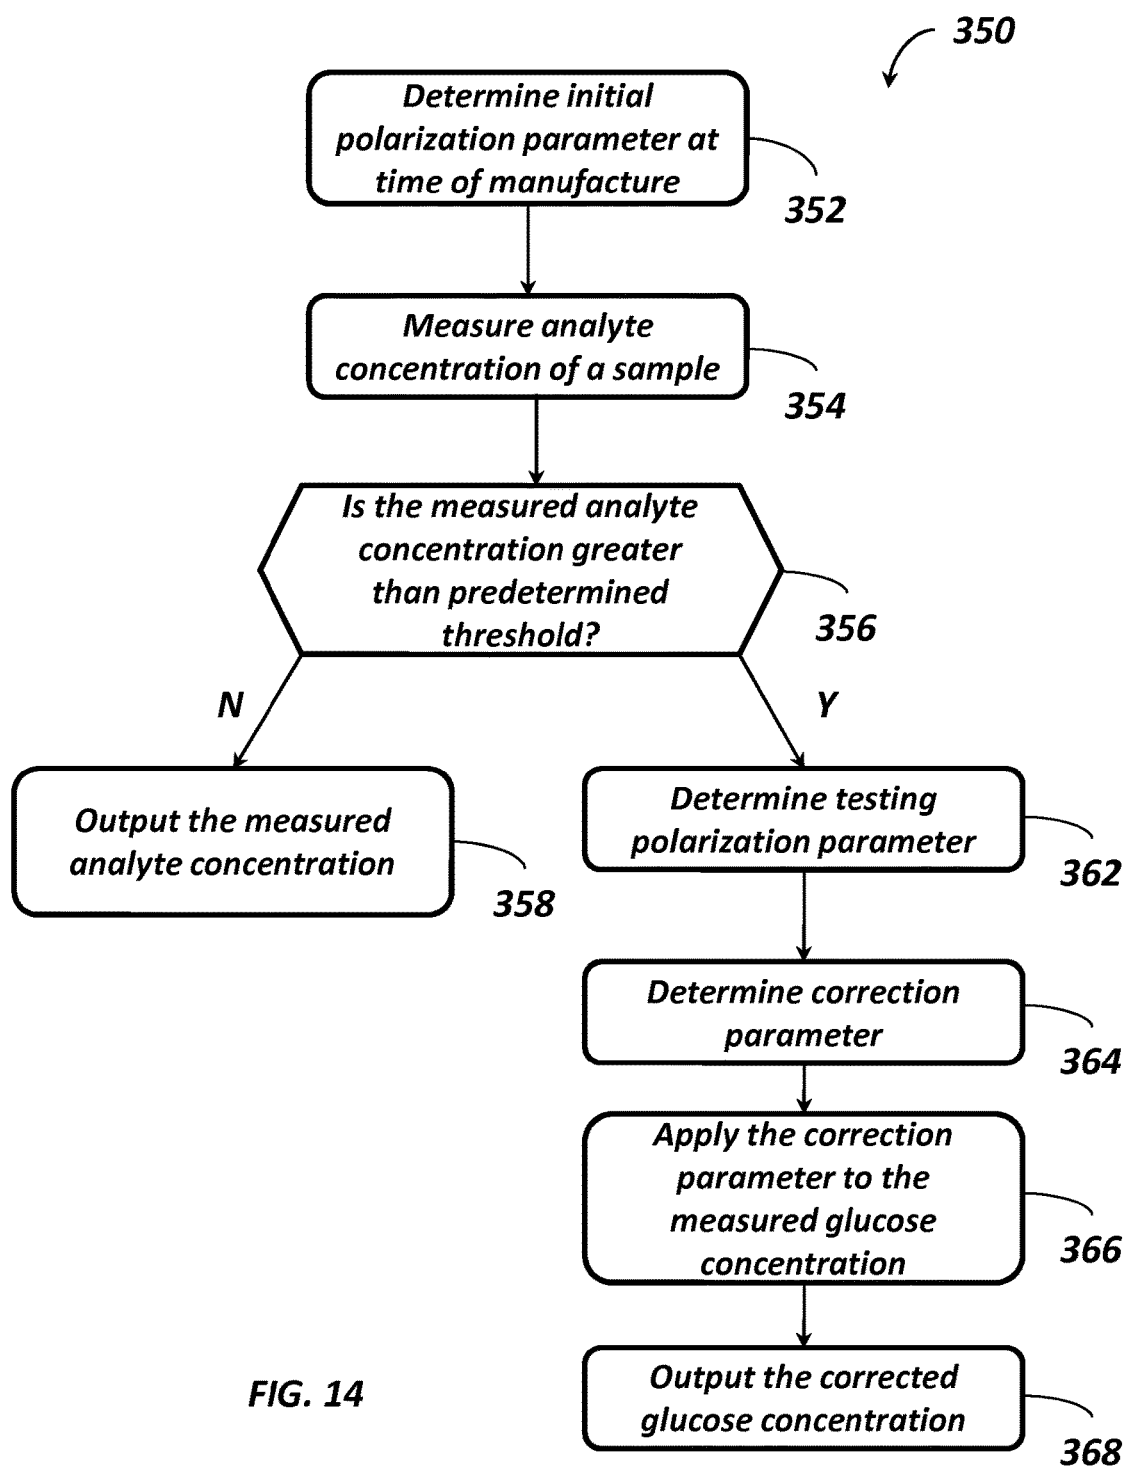 350
Determine initial
polarization parameter at
time of manufacture
352
Measure analyte
concentration of a sample
354
Is the measured analyte
concentration greater
than predetermined
threshold?
356
N
Y
Output the measured
analyte concentration
358
Determine testing
polarization parameter
362
Determine correction
parameter
364
Apply the correction
parameter to the
measured glucose
concentration
366
Output the corrected
glucose concentration
368
FIG. 14